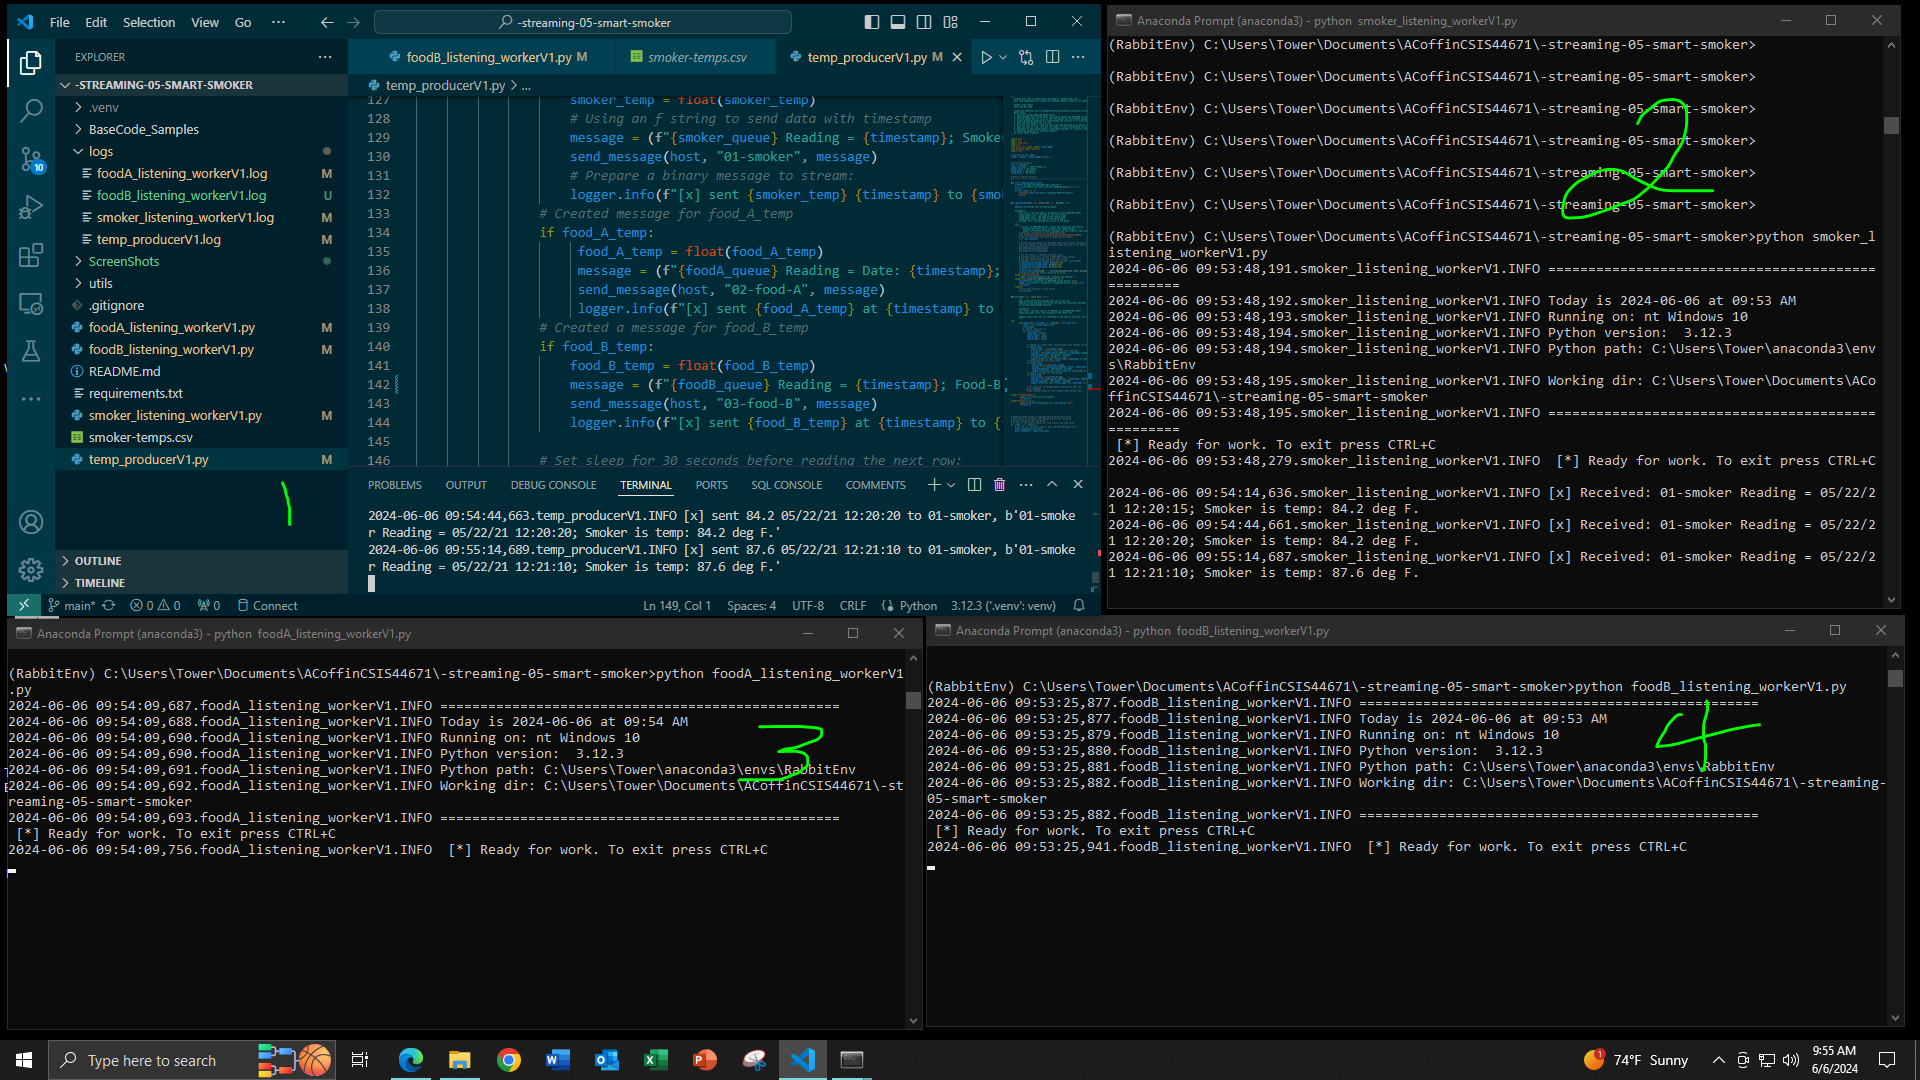 File Edit Selection View Go ··· -streaming-05-smart-smoker
EXPLORER ···
-STREAMING-05-SMART-SMOKER
.venv
BaseCode_Samples
logs
foodA_listening_workerV1.log M
foodB_listening_workerV1.log U
smoker_listening_workerV1.log M
temp_producerV1.log M
ScreenShots
utils
.gitignore
foodA_listening_workerV1.py M
foodB_listening_workerV1.py M
README.md
requirements.txt
smoker_listening_workerV1.py M
smoker-temps.csv
temp_producerV1.py M
1
OUTLINE
TIMELINE
10
foodB_listening_workerV1.py M smoker-temps.csv temp_producerV1.py M
temp_producerV1.py > ...
127 smoker_temp = float(smoker_temp)
128 # Using an f string to send data with timestamp
129 message = (f"{smoker_queue} Reading = {timestamp}; Smoke
130 send_message(host, "01-smoker", message)
131 # Prepare a binary message to stream:
132 logger.info(f"[x] sent {smoker_temp} {timestamp} to {smo
133 # Created message for food_A_temp
134 if food_A_temp:
135 food_A_temp = float(food_A_temp)
136 message = (f"{foodA_queue} Reading = Date: {timestamp};
137 send_message(host, "02-food-A", message)
138 logger.info(f"[x] sent {food_A_temp} at {timestamp} to
139 # Created a message for food_B_temp
140 if food_B_temp:
141 food_B_temp = float(food_B_temp)
142 message = (f"{foodB_queue} Reading = {timestamp}; Food-B
143 send_message(host, "03-food-B", message)
144 logger.info(f"[x] sent {food_B_temp} at {timestamp} to {
145
146 # Set sleep for 30 seconds before reading the next row:
PROBLEMS OUTPUT DEBUG CONSOLE TERMINAL PORTS SQL CONSOLE COMMENTS
2024-06-06 09:54:44,663.temp_producerV1.INFO [x] sent 84.2 05/22/21 12:20:20 to 01-smoker, b'01-smoke
r Reading = 05/22/21 12:20:20; Smoker is temp: 84.2 deg F.'
2024-06-06 09:55:14,689.temp_producerV1.INFO [x] sent 87.6 05/22/21 12:21:10 to 01-smoker, b'01-smoke
r Reading = 05/22/21 12:21:10; Smoker is temp: 87.6 deg F.'
main* 0 0 0 Connect Ln 149, Col 1 Spaces: 4 UTF-8 CRLF Python 3.12.3 ('.venv': venv)
Anaconda Prompt (anaconda3) - python smoker_listening_workerV1.py
(RabbitEnv) C:\Users\Tower\Documents\ACoffinCSIS44671\-streaming-05-smart-smoker>
(RabbitEnv) C:\Users\Tower\Documents\ACoffinCSIS44671\-streaming-05-smart-smoker>
(RabbitEnv) C:\Users\Tower\Documents\ACoffinCSIS44671\-streaming-05-smart-smoker>
(RabbitEnv) C:\Users\Tower\Documents\ACoffinCSIS44671\-streaming-05-smart-smoker>
(RabbitEnv) C:\Users\Tower\Documents\ACoffinCSIS44671\-streaming-05-smart-smoker>
(RabbitEnv) C:\Users\Tower\Documents\ACoffinCSIS44671\-streaming-05-smart-smoker>
2
(RabbitEnv) C:\Users\Tower\Documents\ACoffinCSIS44671\-streaming-05-smart-smoker>python smoker_l
istening_workerV1.py
2024-06-06 09:53:48,191.smoker_listening_workerV1.INFO =========================================
=========
2024-06-06 09:53:48,192.smoker_listening_workerV1.INFO Today is 2024-06-06 at 09:53 AM
2024-06-06 09:53:48,193.smoker_listening_workerV1.INFO Running on: nt Windows 10
2024-06-06 09:53:48,194.smoker_listening_workerV1.INFO Python version:  3.12.3
2024-06-06 09:53:48,194.smoker_listening_workerV1.INFO Python path: C:\Users\Tower\anaconda3\env
s\RabbitEnv
2024-06-06 09:53:48,195.smoker_listening_workerV1.INFO Working dir: C:\Users\Tower\Documents\ACo
ffinCSIS44671\-streaming-05-smart-smoker
2024-06-06 09:53:48,195.smoker_listening_workerV1.INFO =========================================
=========
[*] Ready for work. To exit press CTRL+C
2024-06-06 09:53:48,279.smoker_listening_workerV1.INFO  [*] Ready for work. To exit press CTRL+C
2024-06-06 09:54:14,636.smoker_listening_workerV1.INFO [x] Received: 01-smoker Reading = 05/22/2
1 12:20:15; Smoker is temp: 84.2 deg F.
2024-06-06 09:54:44,661.smoker_listening_workerV1.INFO [x] Received: 01-smoker Reading = 05/22/2
1 12:20:20; Smoker is temp: 84.2 deg F.
2024-06-06 09:55:14,687.smoker_listening_workerV1.INFO [x] Received: 01-smoker Reading = 05/22/2
1 12:21:10; Smoker is temp: 87.6 deg F.
Anaconda Prompt (anaconda3) - python foodA_listening_workerV1.py
(RabbitEnv) C:\Users\Tower\Documents\ACoffinCSIS44671\-streaming-05-smart-smoker>python foodA_listening_workerV1
.py
2024-06-06 09:54:09,687.foodA_listening_workerV1.INFO ==================================================
2024-06-06 09:54:09,688.foodA_listening_workerV1.INFO Today is 2024-06-06 at 09:54 AM
2024-06-06 09:54:09,690.foodA_listening_workerV1.INFO Running on: nt Windows 10
2024-06-06 09:54:09,690.foodA_listening_workerV1.INFO Python version:  3.12.3
2024-06-06 09:54:09,691.foodA_listening_workerV1.INFO Python path: C:\Users\Tower\anaconda3\envs\RabbitEnv
2024-06-06 09:54:09,692.foodA_listening_workerV1.INFO Working dir: C:\Users\Tower\Documents\ACoffinCSIS44671\-st
reaming-05-smart-smoker
2024-06-06 09:54:09,693.foodA_listening_workerV1.INFO ==================================================
[*] Ready for work. To exit press CTRL+C
2024-06-06 09:54:09,756.foodA_listening_workerV1.INFO  [*] Ready for work. To exit press CTRL+C
3
Anaconda Prompt (anaconda3) - python foodB_listening_workerV1.py
(RabbitEnv) C:\Users\Tower\Documents\ACoffinCSIS44671\-streaming-05-smart-smoker>python foodB_listening_workerV1.py
2024-06-06 09:53:25,877.foodB_listening_workerV1.INFO ==================================================
2024-06-06 09:53:25,877.foodB_listening_workerV1.INFO Today is 2024-06-06 at 09:53 AM
2024-06-06 09:53:25,879.foodB_listening_workerV1.INFO Running on: nt Windows 10
2024-06-06 09:53:25,880.foodB_listening_workerV1.INFO Python version:  3.12.3
2024-06-06 09:53:25,881.foodB_listening_workerV1.INFO Python path: C:\Users\Tower\anaconda3\envs\RabbitEnv
2024-06-06 09:53:25,882.foodB_listening_workerV1.INFO Working dir: C:\Users\Tower\Documents\ACoffinCSIS44671\-streaming-
05-smart-smoker
2024-06-06 09:53:25,882.foodB_listening_workerV1.INFO ==================================================
[*] Ready for work. To exit press CTRL+C
2024-06-06 09:53:25,941.foodB_listening_workerV1.INFO  [*] Ready for work. To exit press CTRL+C
4
Type here to search
74°F Sunny
9:55 AM
6/6/2024